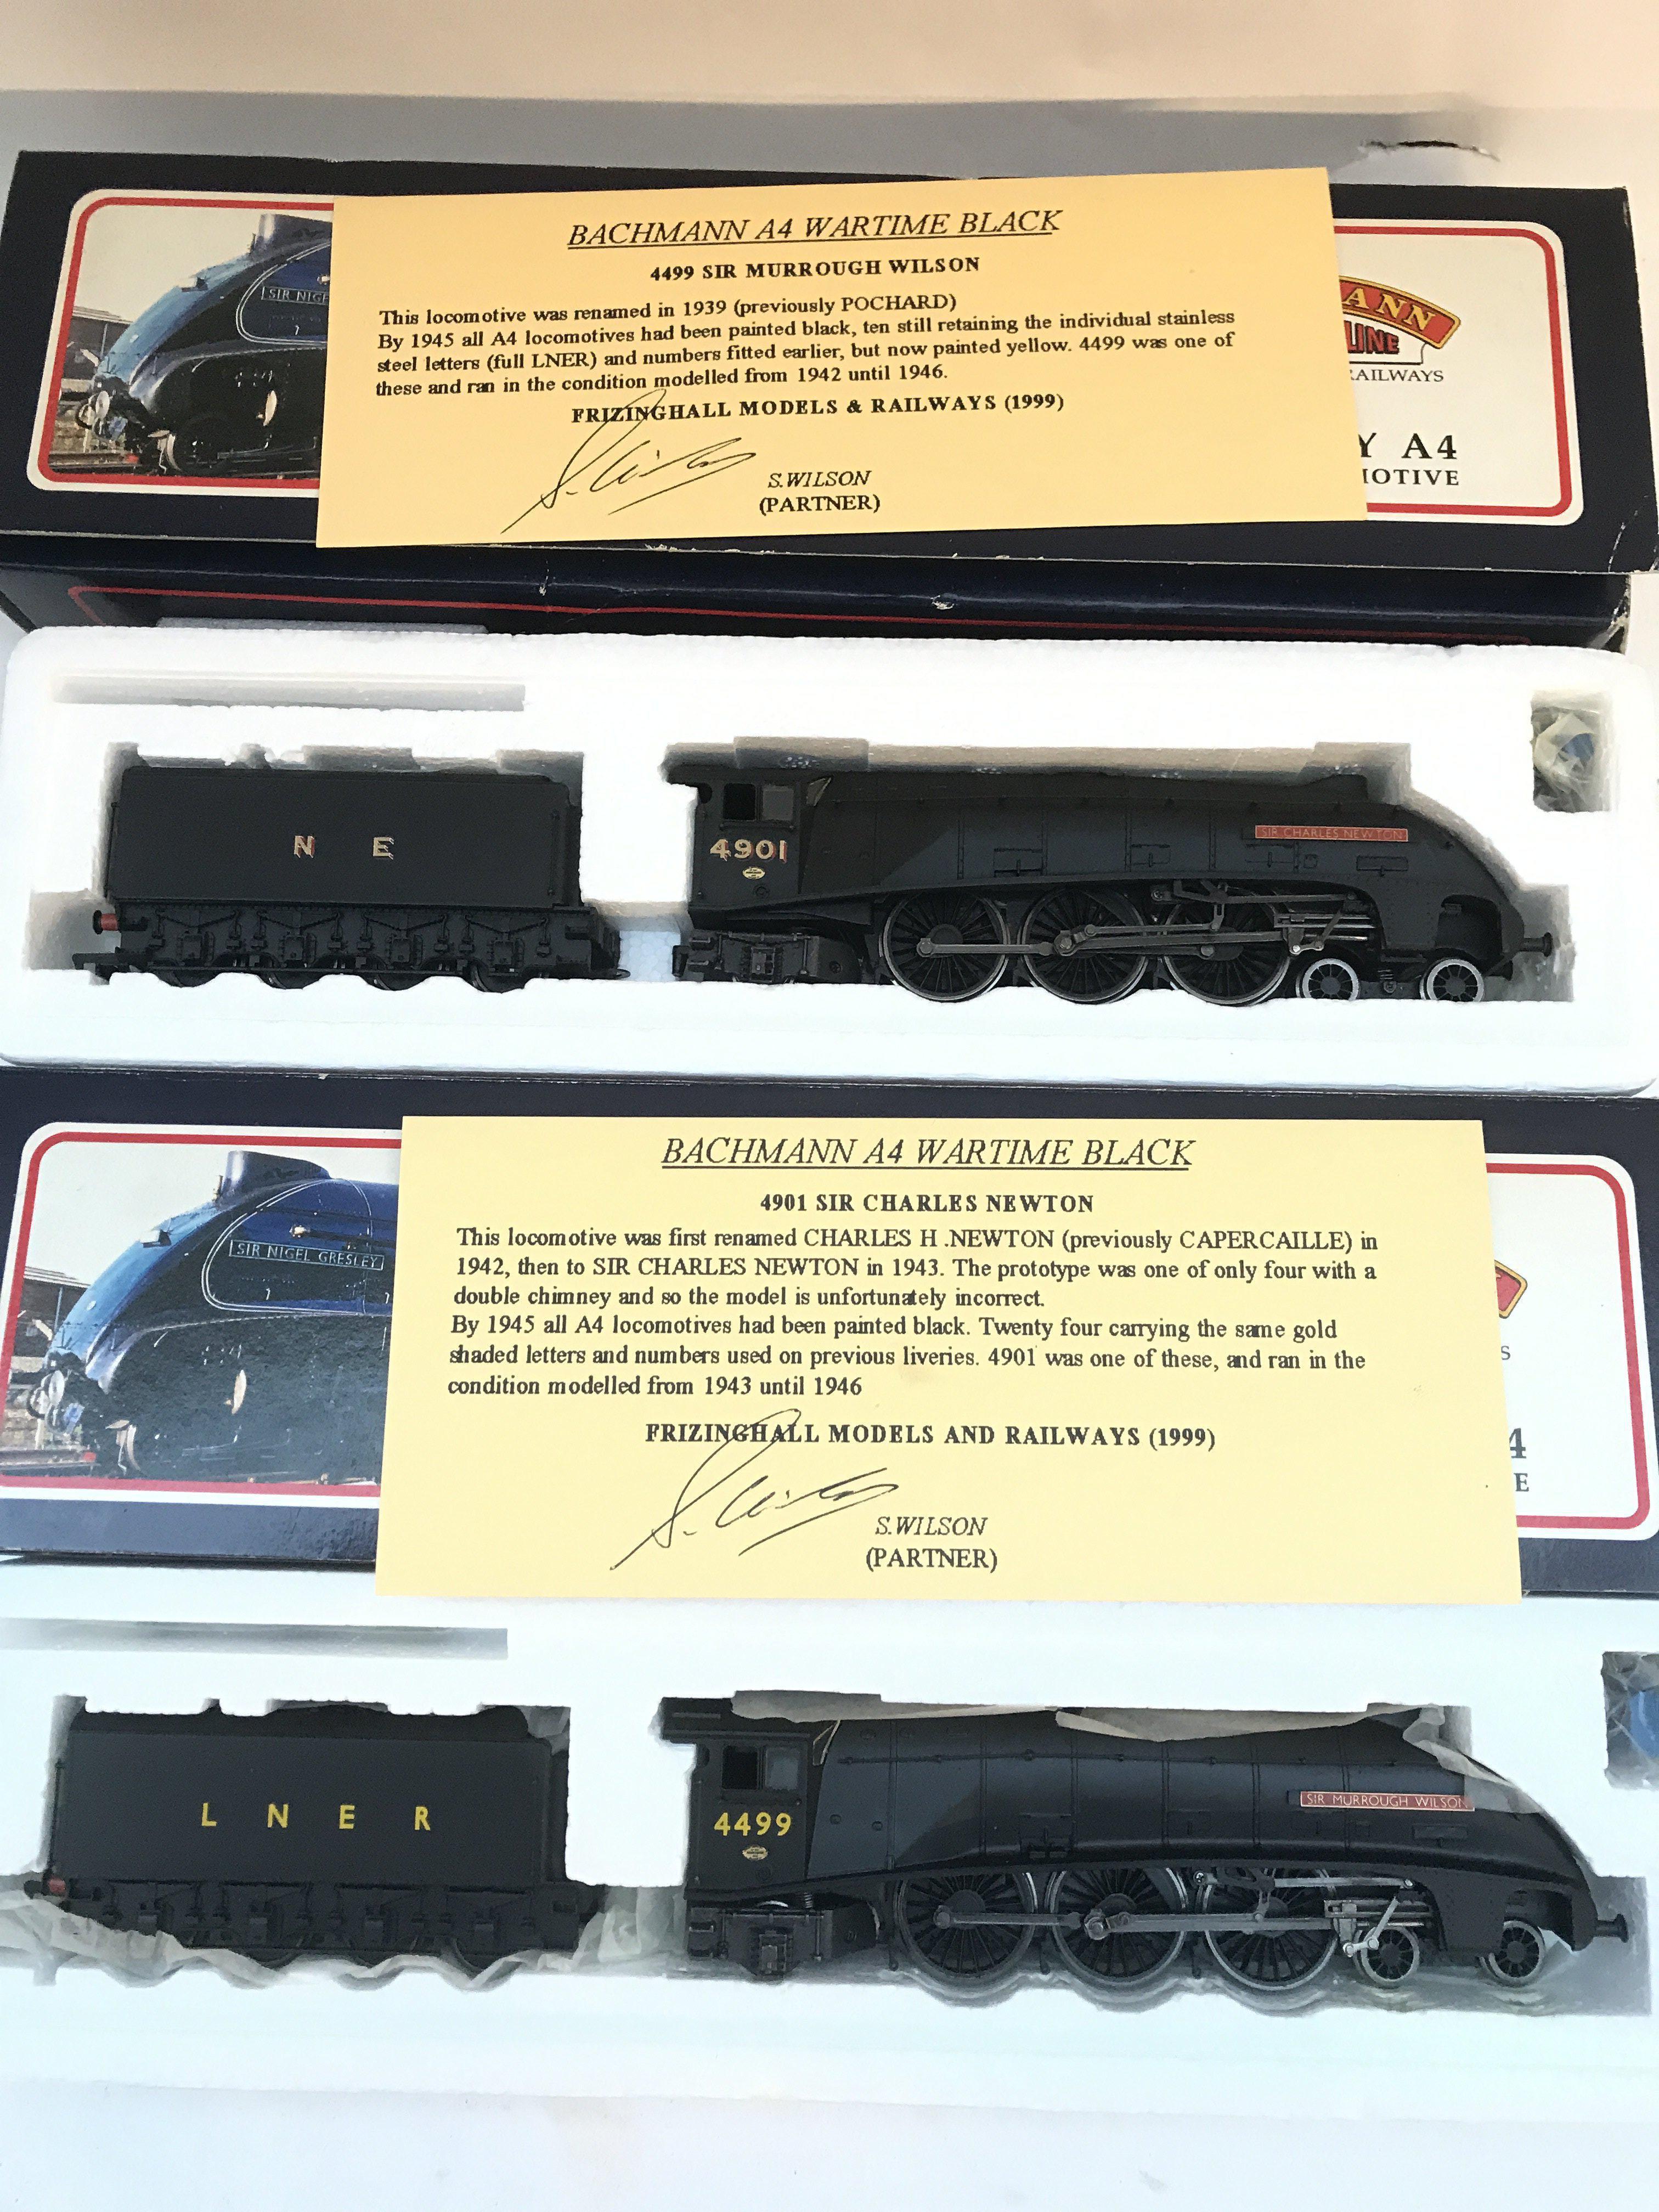 SIR NIGE
BACHMANN A4 WARTIME BLACK
4499 SIR MURROUGH WILSON
This locomotive was renamed in 1939 (previously POCHARD)
By 1945 all A4 locomotives had been painted black, ten still retaining the individual stainless
steel letters (full LNER) and numbers fitted earlier, but now painted yellow. 4499 was one of
these and ran in the condition modelled from 1942 until 1946.
FRIZINGHALL MODELS & RAILWAYS (1999)
S. WILSON
(PARTNER)
ANN
LINE
RAILWAYS
Y A4
MOTIVE
N E
4901
SIR CHARLES NEWTON
SIR NIGEL GRESLEY
BACHMANN A4 WARTIME BLACK
4901 SIR CHARLES NEWTON
This locomotive was first renamed CHARLES H .NEWTON (previously CAPERCAILLE) in
1942, then to SIR CHARLES NEWTON in 1943. The prototype was one of only four with a
double chimney and so the model is unfortunately incorrect.
By 1945 all A4 locomotives had been painted black. Twenty four carrying the same gold
shaded letters and numbers used on previous liveries. 4901 was one of these, and ran in the
condition modelled from 1943 until 1946
FRIZINGHALL MODELS AND RAILWAYS (1999)
S. WILSON
(PARTNER)
S
4
E
L N E R
4499
SIR MURROUGH WILSON